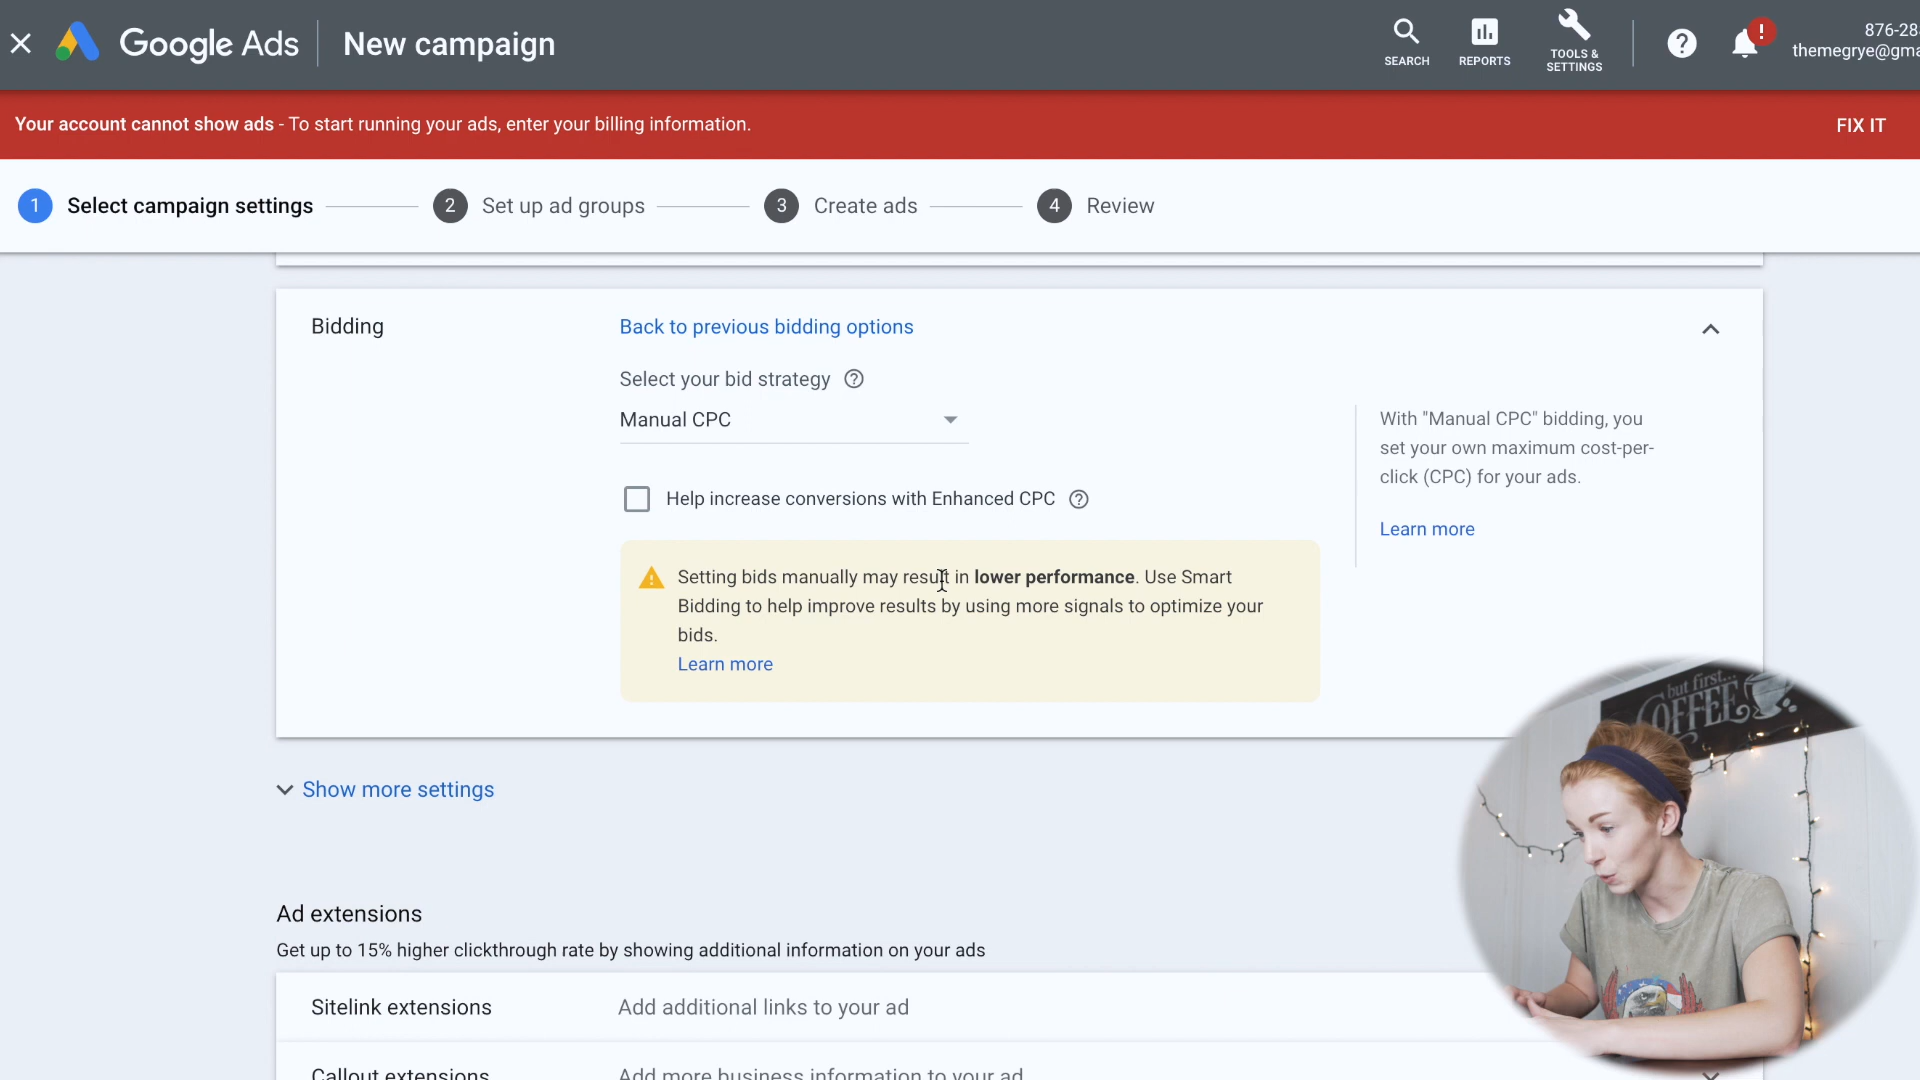 Google Ads
New campaign
SEARCH
REPORTS
TOOLS &
SETTINGS
876-28
themegrye@gma
Your account cannot show ads - To start running your ads, enter your billing information.
FIX IT
1 Select campaign settings
2 Set up ad groups
3 Create ads
4 Review
Bidding
Back to previous bidding options
Select your bid strategy
Manual CPC
With "Manual CPC" bidding, you
set your own maximum cost-per-
click (CPC) for your ads.
Learn more
Help increase conversions with Enhanced CPC
Setting bids manually may result in lower performance. Use Smart
Bidding to help improve results by using more signals to optimize your
bids.
Learn more
Show more settings
but first...
COFFEE
Ad extensions
Get up to 15% higher clickthrough rate by showing additional information on your ads
Sitelink extensions
Add additional links to your ad
Callout extensions
Add more business information to your ad